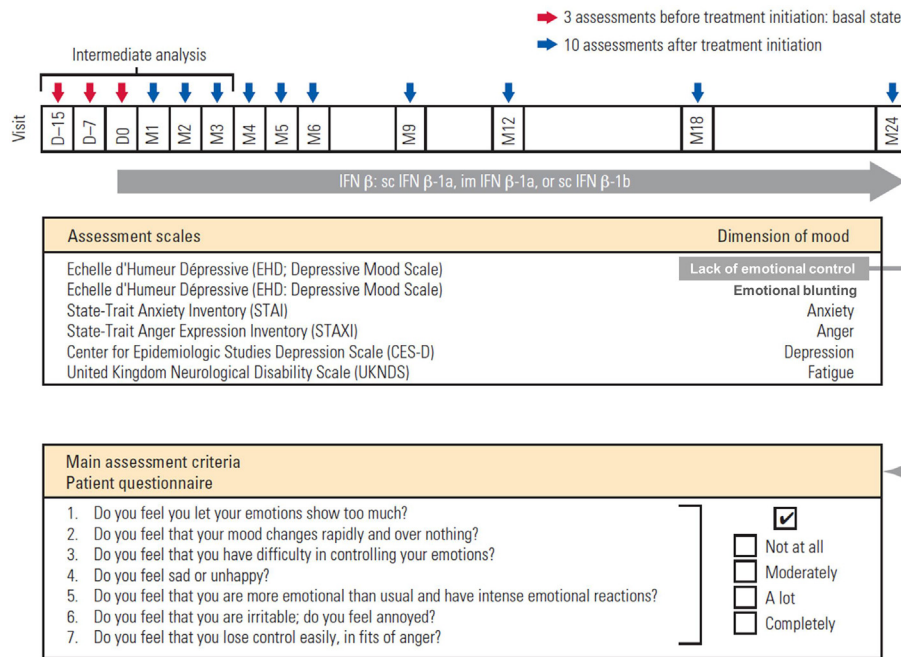 3 assessments before treatment initiation: basal state
10 assessments after treatment initiation
Intermediate analysis
Visit
D–15 D–7 D0 M1 M2 M3 M4 M5 M6 M9 M12 M18 M24
IFN β: sc IFN β-1a, im IFN β-1a, or sc IFN β-1b
Assessment scales Dimension of mood
Echelle d'Humeur Dépressive (EHD; Depressive Mood Scale) Lack of emotional control
Echelle d'Humeur Dépressive (EHD: Depressive Mood Scale) Emotional blunting
State-Trait Anxiety Inventory (STAI) Anxiety
State-Trait Anger Expression Inventory (STAXI) Anger
Center for Epidemiologic Studies Depression Scale (CES-D) Depression
United Kingdom Neurological Disability Scale (UKNDS) Fatigue
Main assessment criteria
Patient questionnaire
1. Do you feel you let your emotions show too much?
2. Do you feel that your mood changes rapidly and over nothing?
3. Do you feel that you have difficulty in controlling your emotions?
4. Do you feel sad or unhappy?
5. Do you feel that you are more emotional than usual and have intense emotional reactions?
6. Do you feel that you are irritable; do you feel annoyed?
7. Do you feel that you lose control easily, in fits of anger?
Not at all
Moderately
A lot
Completely